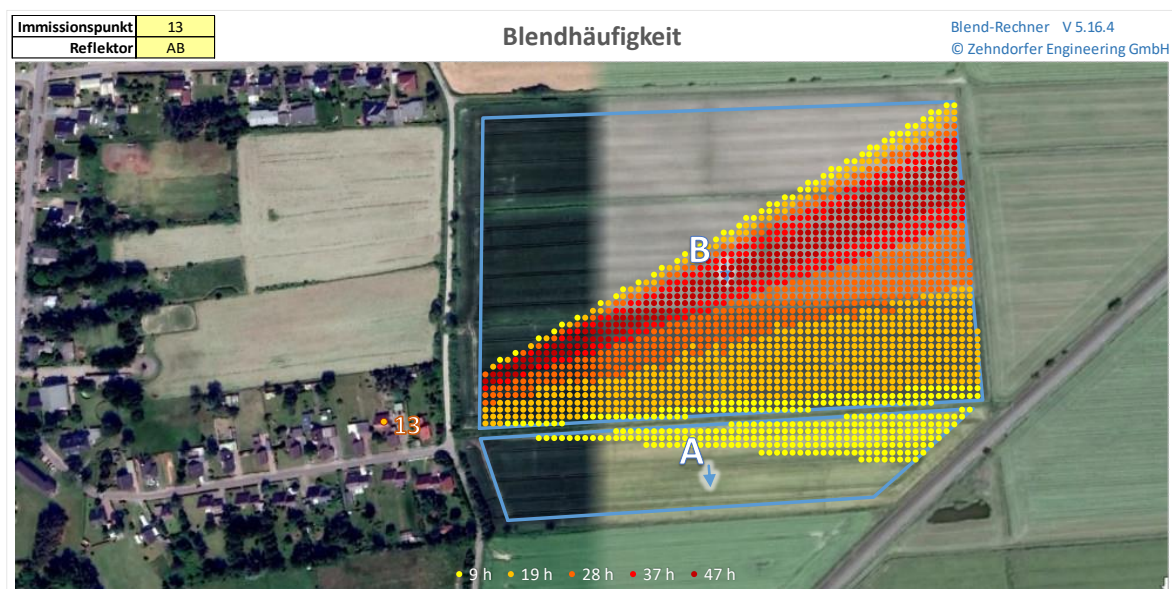 Immissionspunkt 13
Reflektor AB
Blendhäufigkeit
Blend-Rechner V 5.16.4
© Zehndorfer Engineering GmbH
B
13
A
9 h 19 h 28 h 37 h 47 h